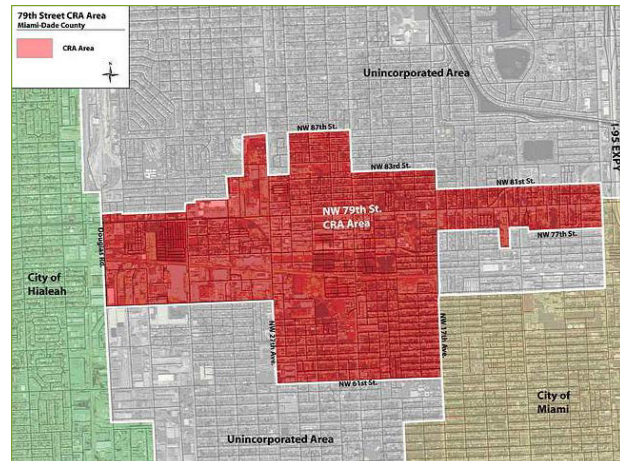 79th Street CRA Area
Miami-Dade County
CRA Area
N
Unincorporated Area
I-95 EXPY
NW 87th St.
NW 83rd St.
NW 81st St.
NW 79th St.
CRA Area
NW 77th St.
Douglas Rd.
City of
Hialeah
NW 27th Ave.
NW 17th Ave.
NW 61st St.
City of
Miami
Unincorporated Area